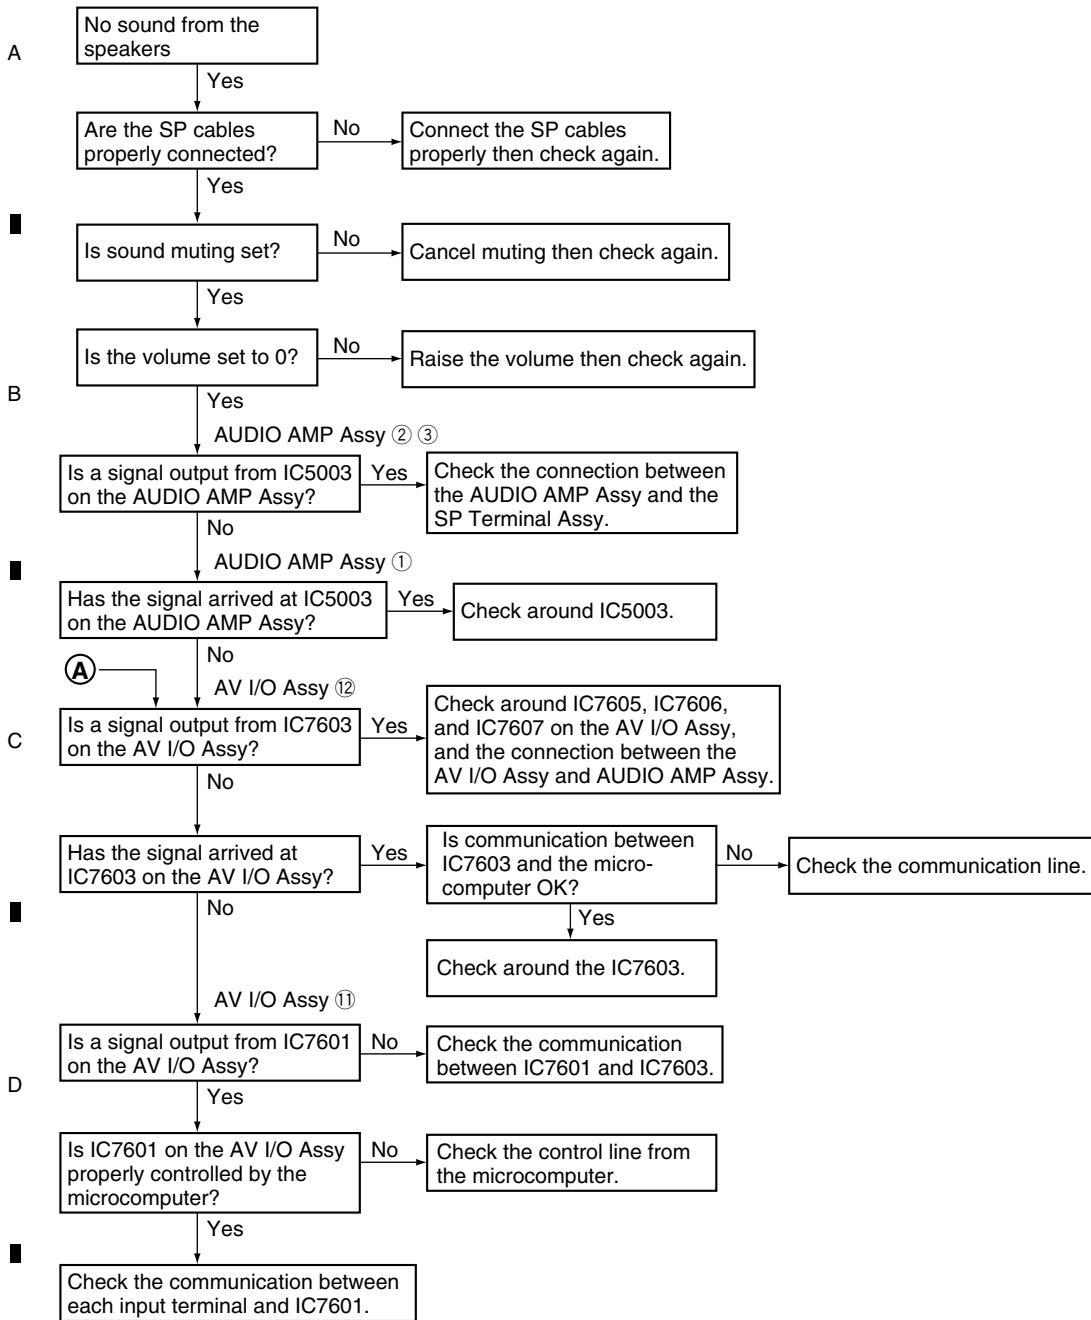 A
No sound from the
speakers
Yes
Are the SP cables
properly connected?
No
Connect the SP cables
properly then check again.
Yes
Is sound muting set?
No
Cancel muting then check again.
Yes
Is the volume set to 0?
No
Raise the volume then check again.
B
Yes
AUDIO AMP Assy ② ③
Is a signal output from IC5003
on the AUDIO AMP Assy?
Yes
Check the connection between
the AUDIO AMP Assy and the
SP Terminal Assy.
No
AUDIO AMP Assy ①
Has the signal arrived at IC5003
on the AUDIO AMP Assy?
Yes
Check around IC5003.
No
A
AV I/O Assy ⑫
C
Is a signal output from IC7603
on the AV I/O Assy?
Yes
Check around IC7605, IC7606,
and IC7607 on the AV I/O Assy,
and the connection between the
AV I/O Assy and AUDIO AMP Assy.
No
Has the signal arrived at
IC7603 on the AV I/O Assy?
Yes
Is communication between
IC7603 and the micro-
computer OK?
No
Check the communication line.
No
Yes
Check around the IC7603.
AV I/O Assy ⑪
Is a signal output from IC7601
on the AV I/O Assy?
No
Check the communication
between IC7601 and IC7603.
D
Yes
Is IC7601 on the AV I/O Assy
properly controlled by the
microcomputer?
No
Check the control line from
the microcomputer.
Yes
Check the communication between
each input terminal and IC7601.